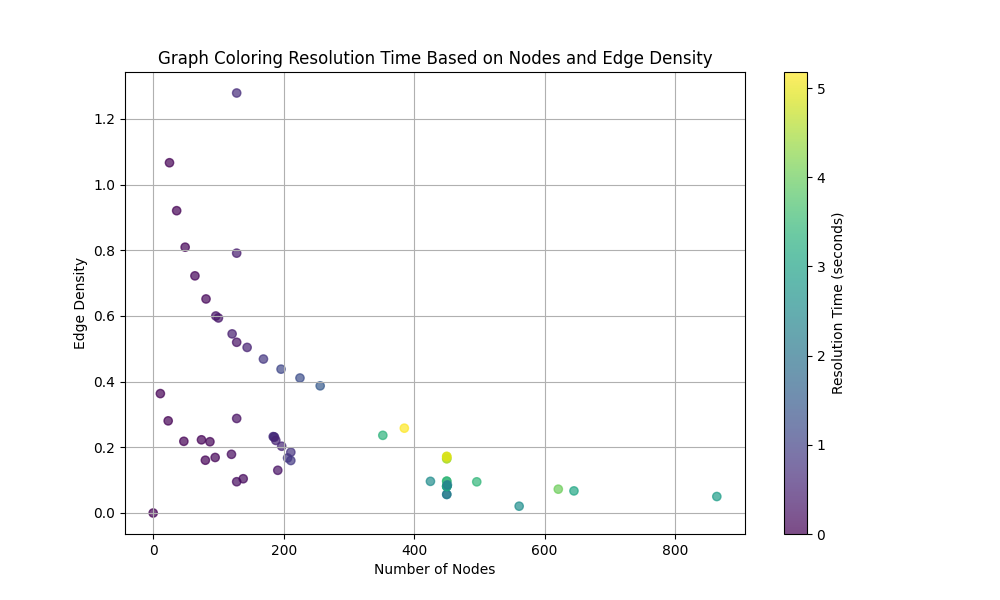 Graph Coloring Resolution Time Based on Nodes and Edge Density
Edge Density
1.2
1.0
0.8
0.6
0.4
0.2
0.0
0 200 400 600 800
Number of Nodes
5
4
3
2
1
0
Resolution Time (seconds)